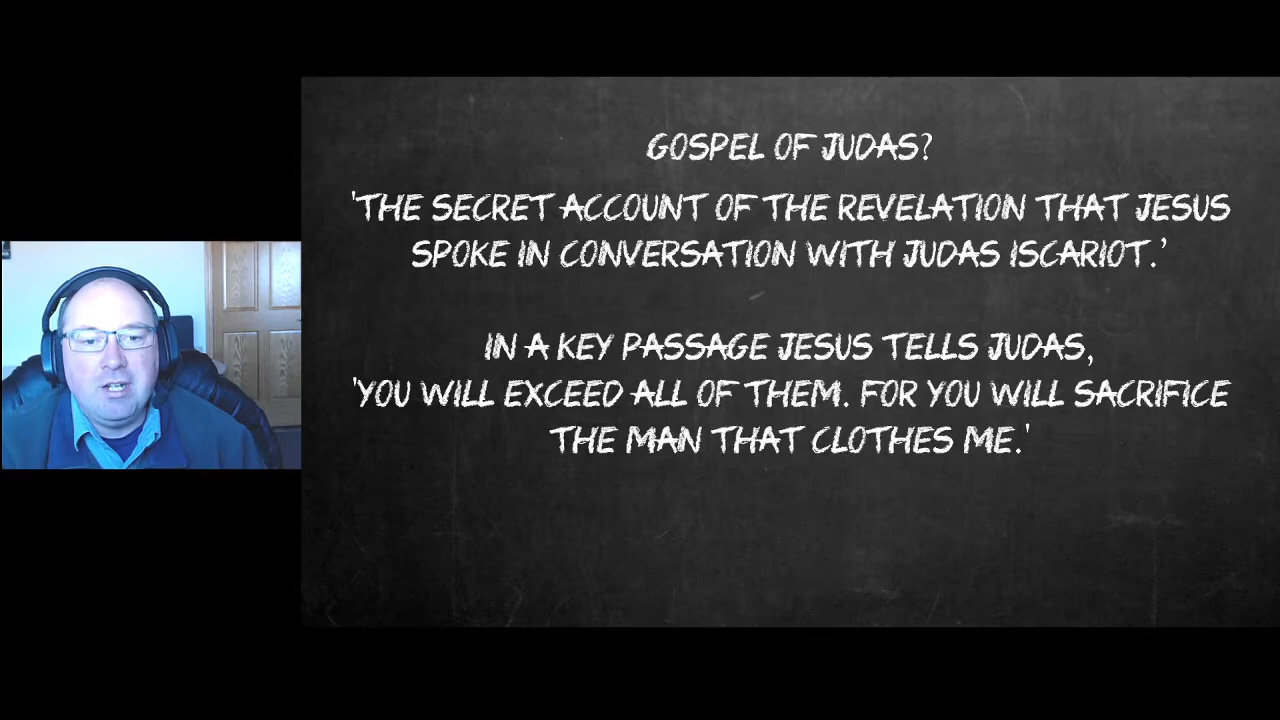 GOSPEL OF JUDAS?
'THE SECRET ACCOUNT OF THE REVELATION THAT JESUS
SPOKE IN CONVERSATION WITH JUDAS ISCARIOT.’
IN A KEY PASSAGE JESUS TELLS JUDAS,
'YOU WILL EXCEED ALL OF THEM. FOR YOU WILL SACRIFICE
THE MAN THAT CLOTHES ME.'